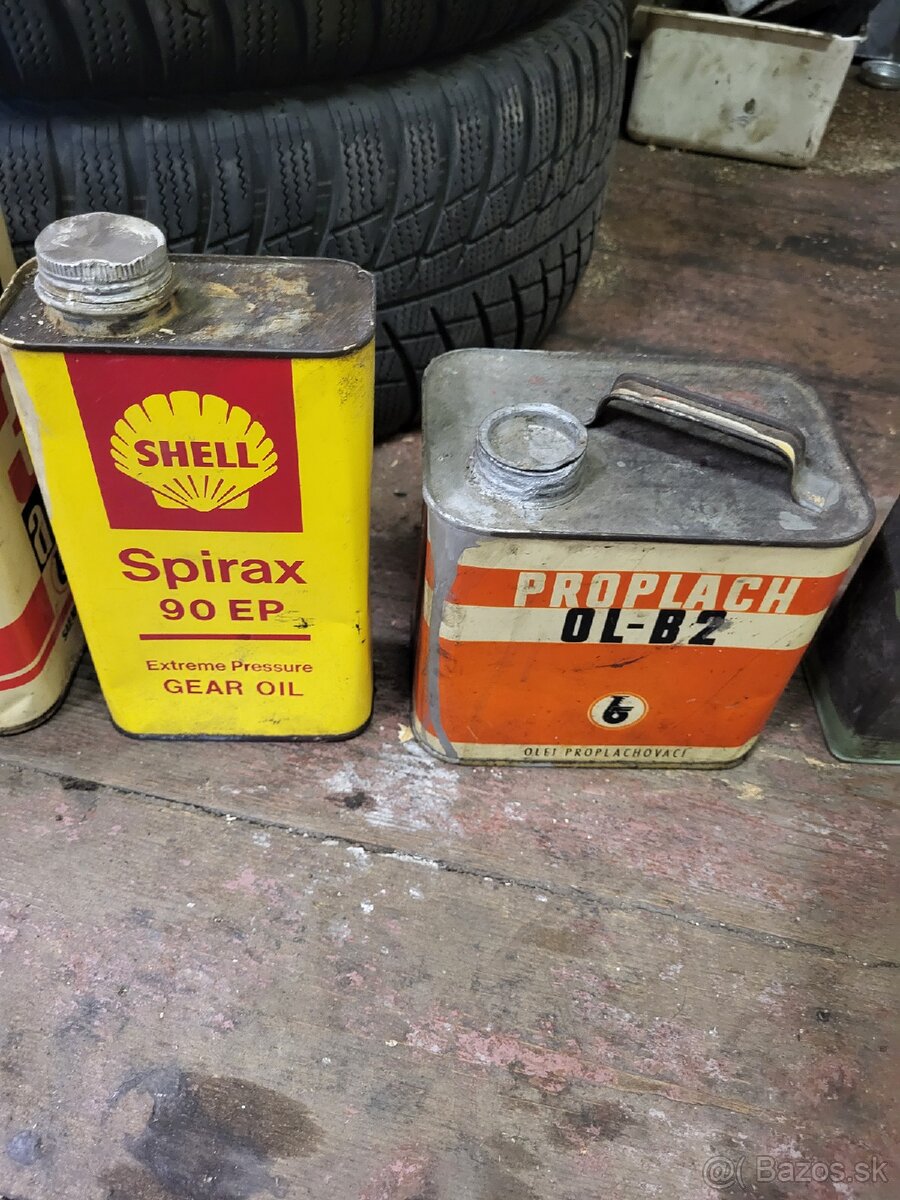 SHELL
Spirax
90 EP
Extreme Pressure
GEAR OIL
PROPLACH
OL-B2
OLEJ PROPLACHOVACÍ
@( Bazos.sk